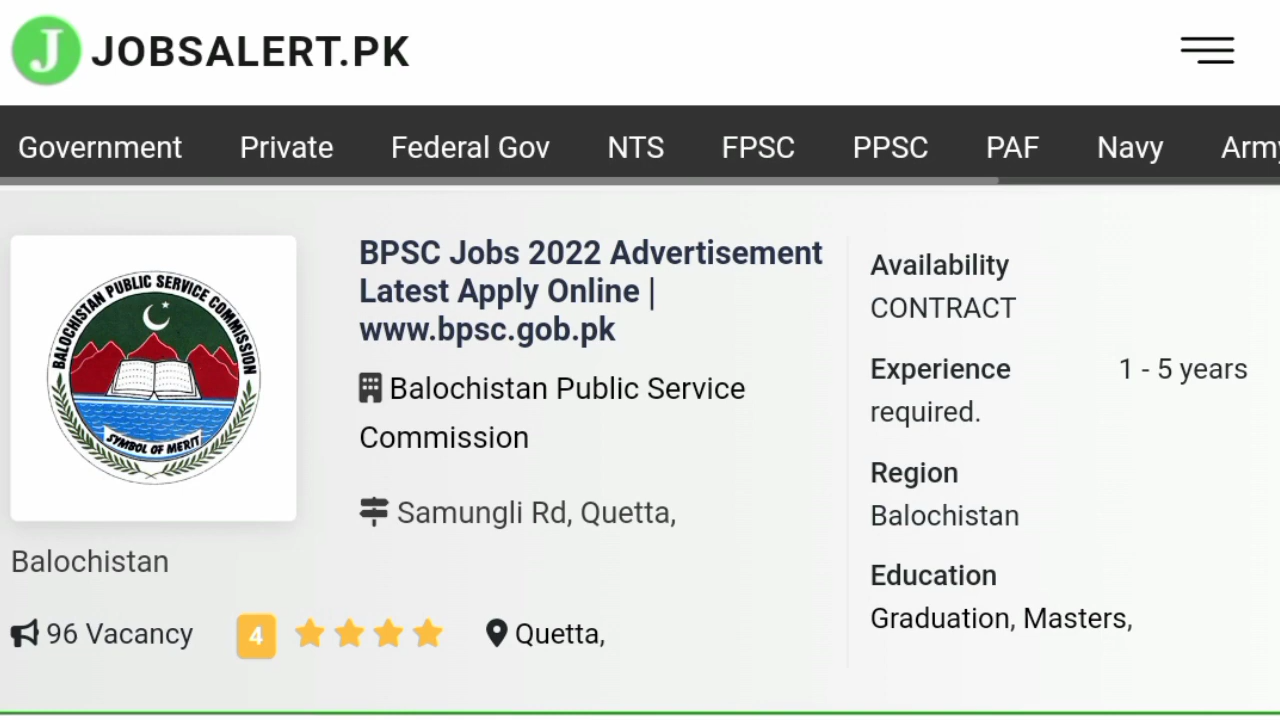 J JOBSALERT.PK
Government Private Federal Gov NTS FPSC PPSC PAF Navy Army
BALOCHISTAN PUBLIC SERVICE COMMISSION
SYMBOL OF MERIT
BPSC Jobs 2022 Advertisement
Latest Apply Online |
www.bpsc.gob.pk
Balochistan Public Service
Commission
Samungli Rd, Quetta,
Balochistan
96 Vacancy 4 Quetta,
Availability
CONTRACT
Experience 1 - 5 years
required.
Region
Balochistan
Education
Graduation, Masters,